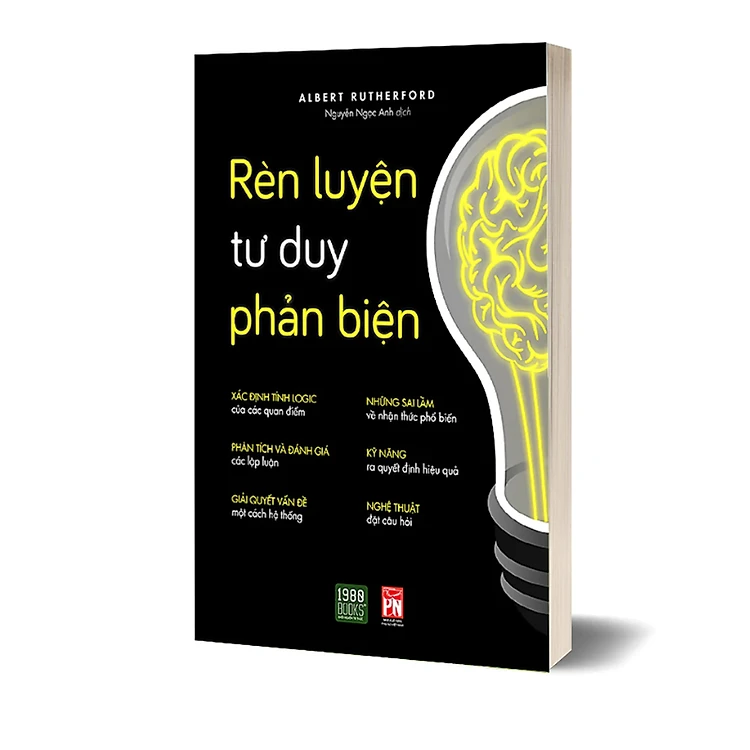 ALBERT RUTHERFORD
Nguyễn Ngọc Anh dịch
Rèn luyện
tư duy
phản biện
XÁC ĐỊNH TÍNH LOGIC
của các quan điểm
PHÂN TÍCH VÀ ĐÁNH GIÁ
các lập luận
GIẢI QUYẾT VẤN ĐỀ
một cách hệ thống
NHỮNG SAI LẦM
về nhận thức phổ biến
KỸ NĂNG
ra quyết định hiệu quả
NGHỆ THUẬT
đặt câu hỏi
1980
BOOKS
PN